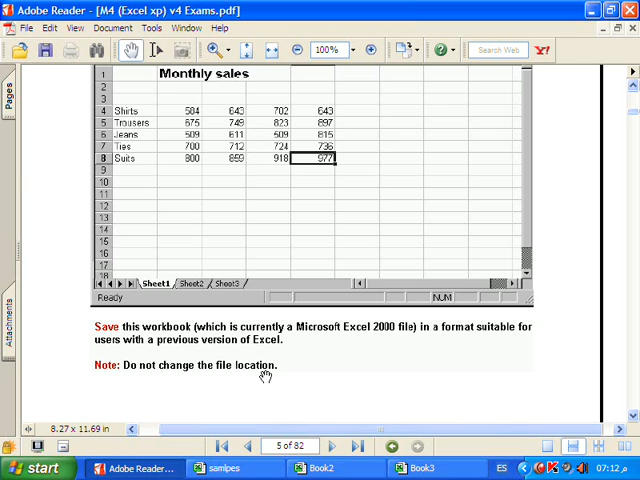 Adobe Reader - [M4 (Excel xp) v4 Exams.pdf]
File Edit View Document Tools Window Help
100% Search Web Y!
Pages
1 Monthly sales
2
3
4 Shirts 584 643 702 643
5 Trousers 675 749 823 897
6 Jeans 509 611 509 815
7 Ties 700 712 724 736
8 Suits 800 859 918 977
9
10
11
12
13
14
15
16
17
18
Sheet1 Sheet2 Sheet3
Ready NUM
Attachments
Save this workbook (which is currently a Microsoft Excel 2000 file) in a format suitable for
users with a previous version of Excel.
Note: Do not change the file location.
8.27 x 11.69 in
5 of 82
start Adobe Reader... samlpes Book2 Book3 ES 07:12 م